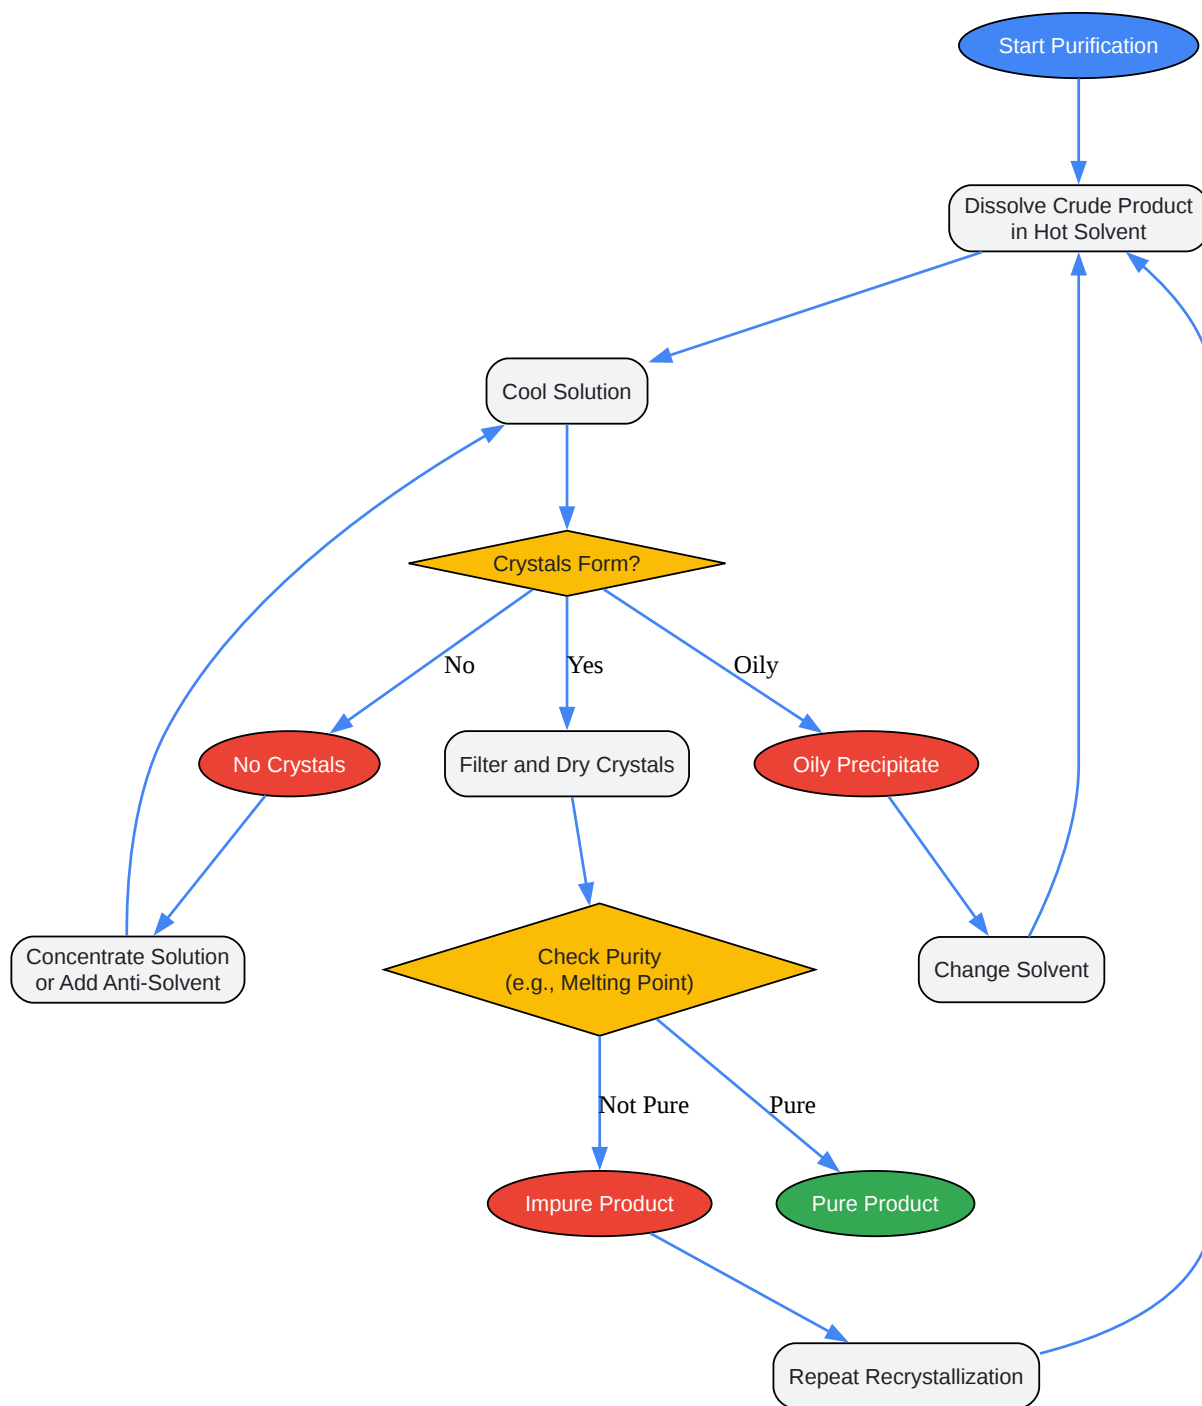 Start Purification
Dissolve Crude Product
in Hot Solvent
Cool Solution
Crystals Form?
No
Yes
Oily
No Crystals
Filter and Dry Crystals
Oily Precipitate
Concentrate Solution
or Add Anti-Solvent
Check Purity
(e.g., Melting Point)
Change Solvent
Not Pure
Pure
Impure Product
Pure Product
Repeat Recrystallization